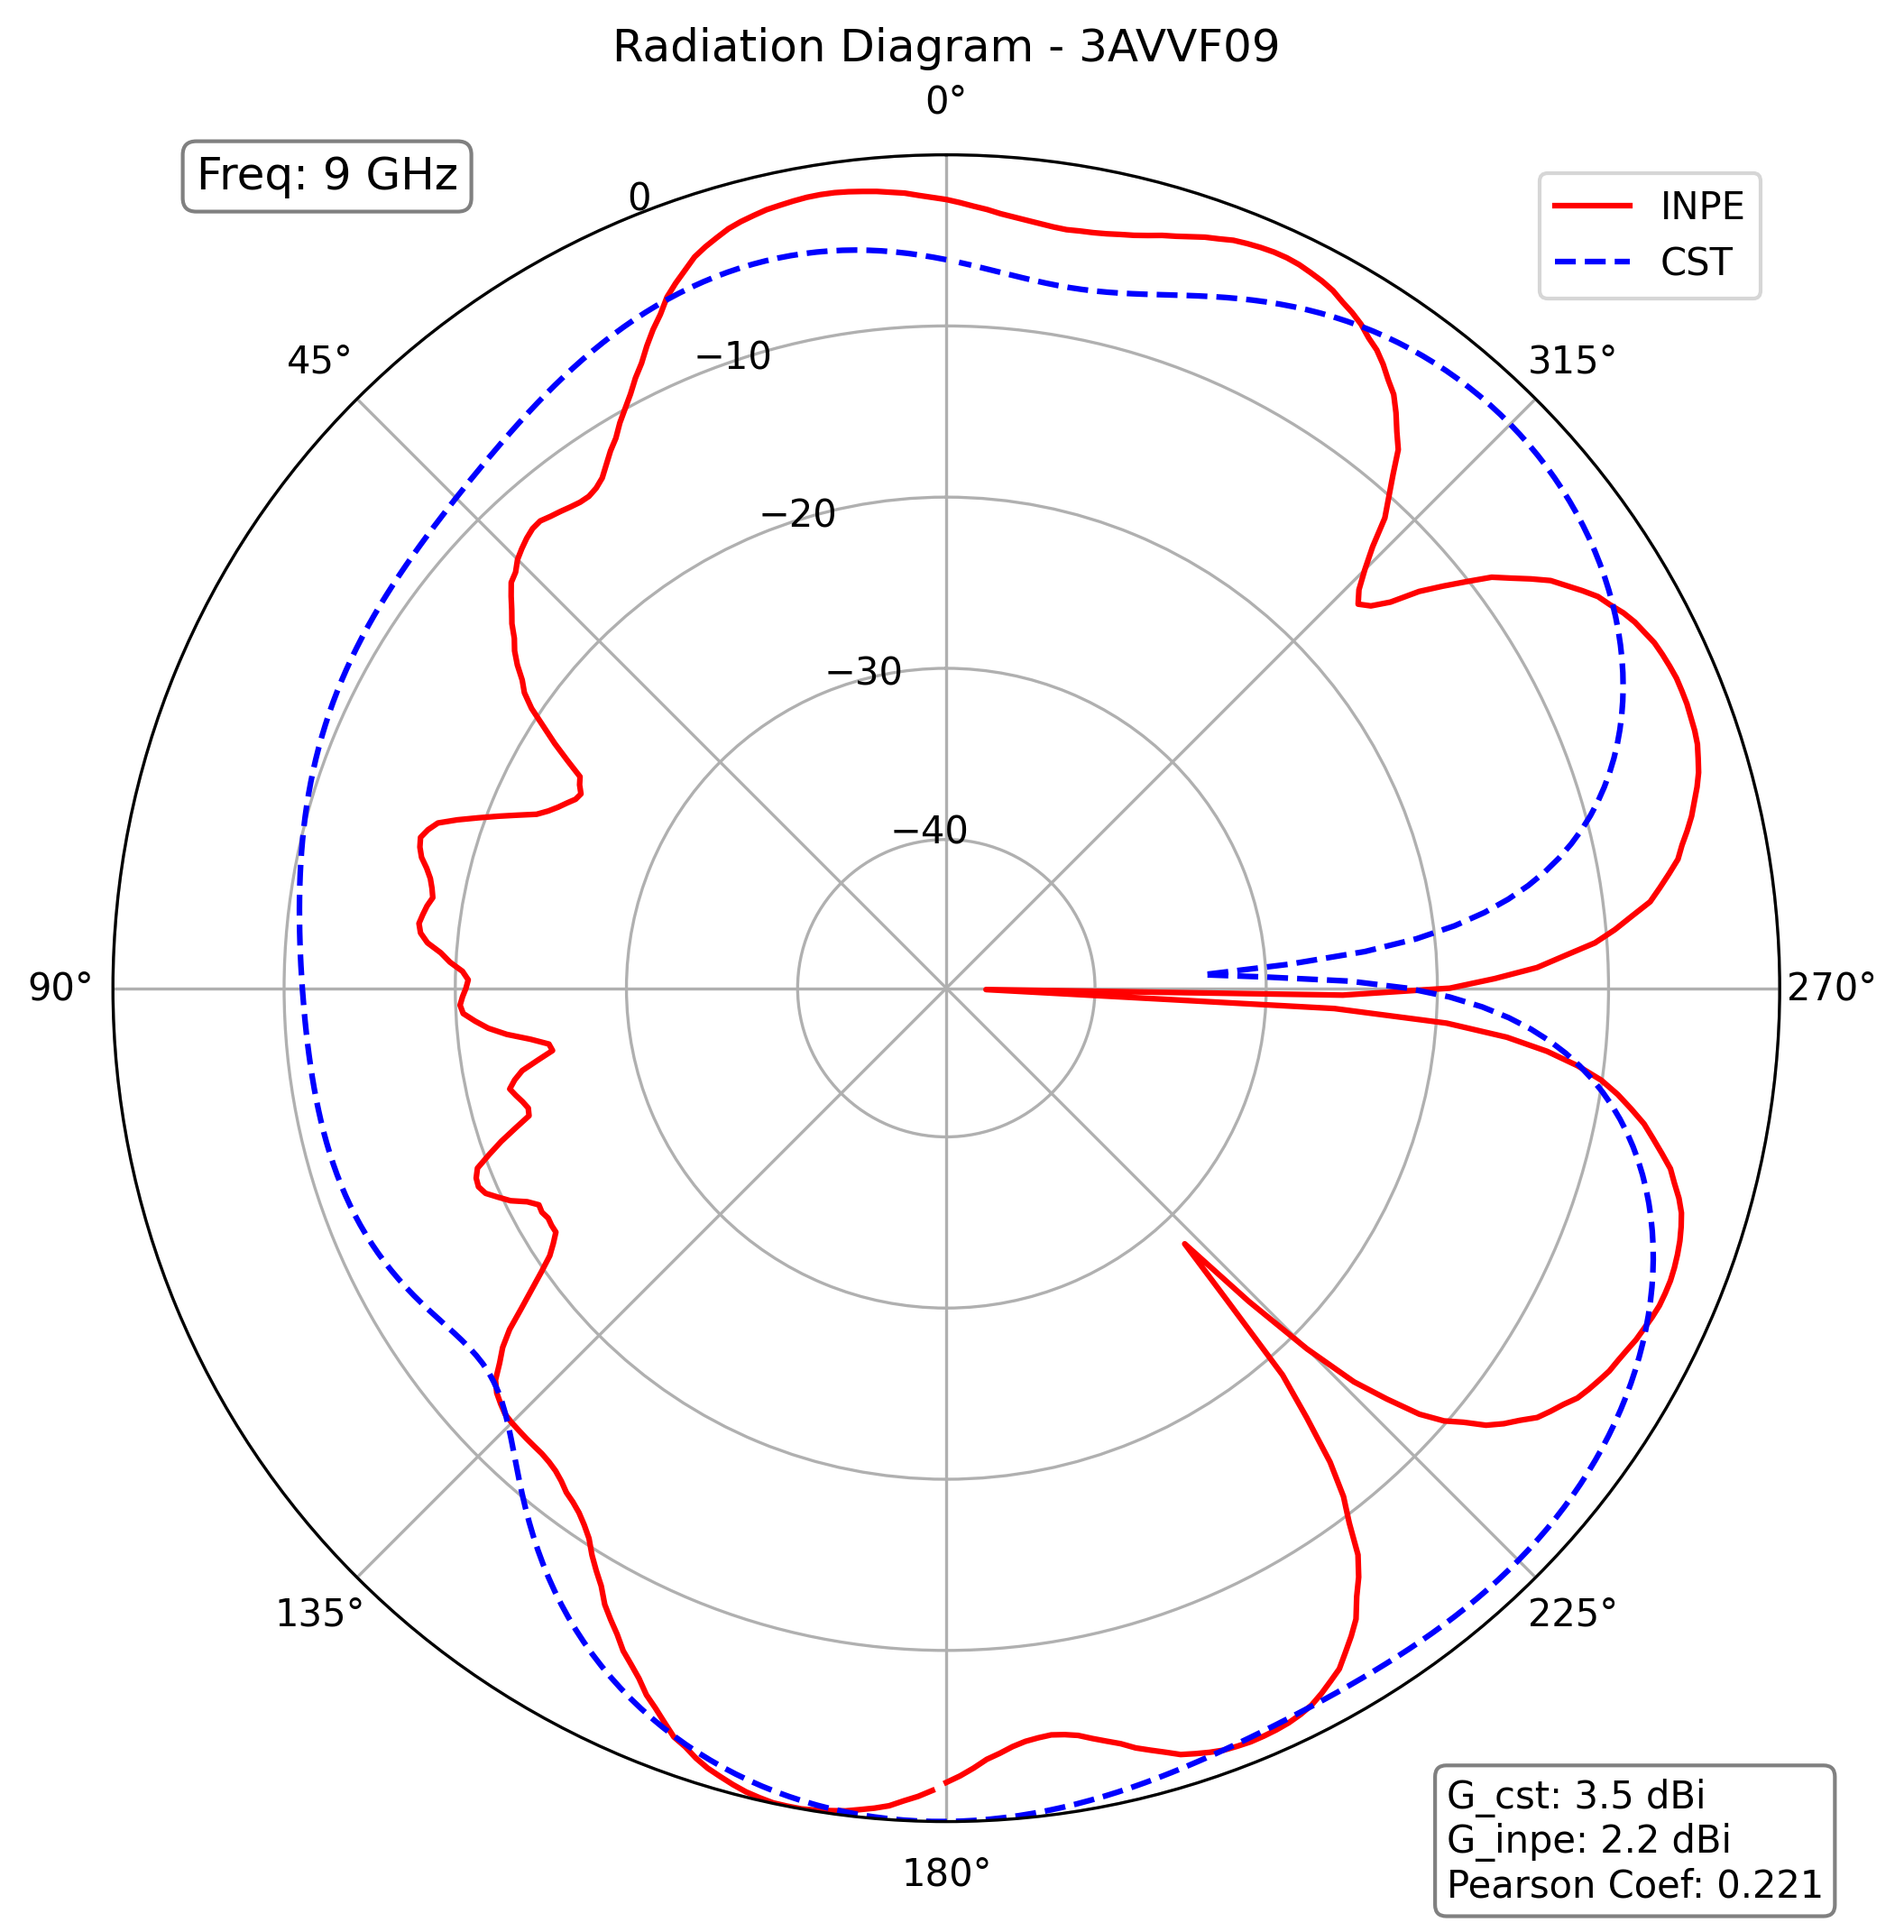 Radiation Diagram - 3AVVF09
0°
Freq: 9 GHz
INPE
CST
0
45°
−10
315°
−20
−30
−40
90°
270°
135°
225°
180°
G_cst: 3.5 dBi
G_inpe: 2.2 dBi
Pearson Coef: 0.221